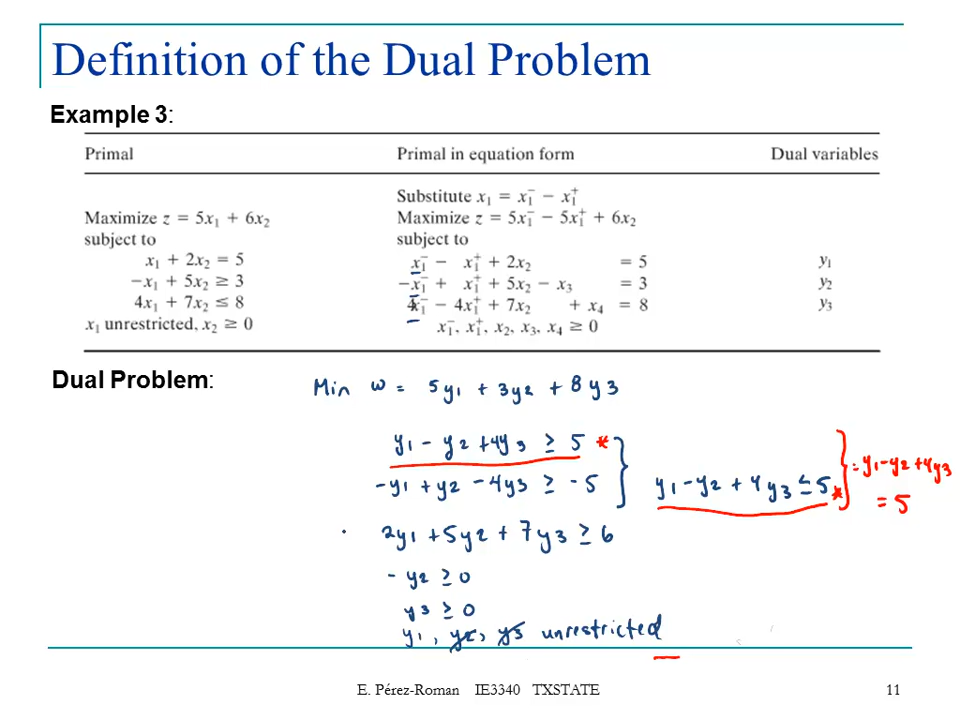 Definition of the Dual Problem
Example 3:
Primal Primal in equation form Dual variables
Substitute x₁ = x₁⁻ − x₁⁺
Maximize z = 5x₁ + 6x₂ Maximize z = 5x₁⁻ − 5x₁⁺ + 6x₂
subject to subject to
x₁ + 2x₂ = 5 x₁⁻ − x₁⁺ + 2x₂ = 5 y₁
−x₁ + 5x₂ ≥ 3 −x₁⁻ + x₁⁺ + 5x₂ − x₃ = 3 y₂
4x₁ + 7x₂ ≤ 8 4x₁⁻ − 4x₁⁺ + 7x₂ + x₄ = 8 y₃
x₁ unrestricted, x₂ ≥ 0 x₁⁻, x₁⁺, x₂, x₃, x₄ ≥ 0
Dual Problem:
Min w = 5y1 + 3y2 + 8y3
y1 - y2 + 4y3 ≥ 5 *
-y1 + y2 - 4y3 ≥ -5
y1 - y2 + 4y3 ≤ 5 *
= y1 - y2 + 4y3
= 5
2y1 + 5y2 + 7y3 ≥ 6
- y2 ≥ 0
y3 ≥ 0
y1, y2, y3 unrestricted
E. Pérez-Roman IE3340 TXSTATE 11